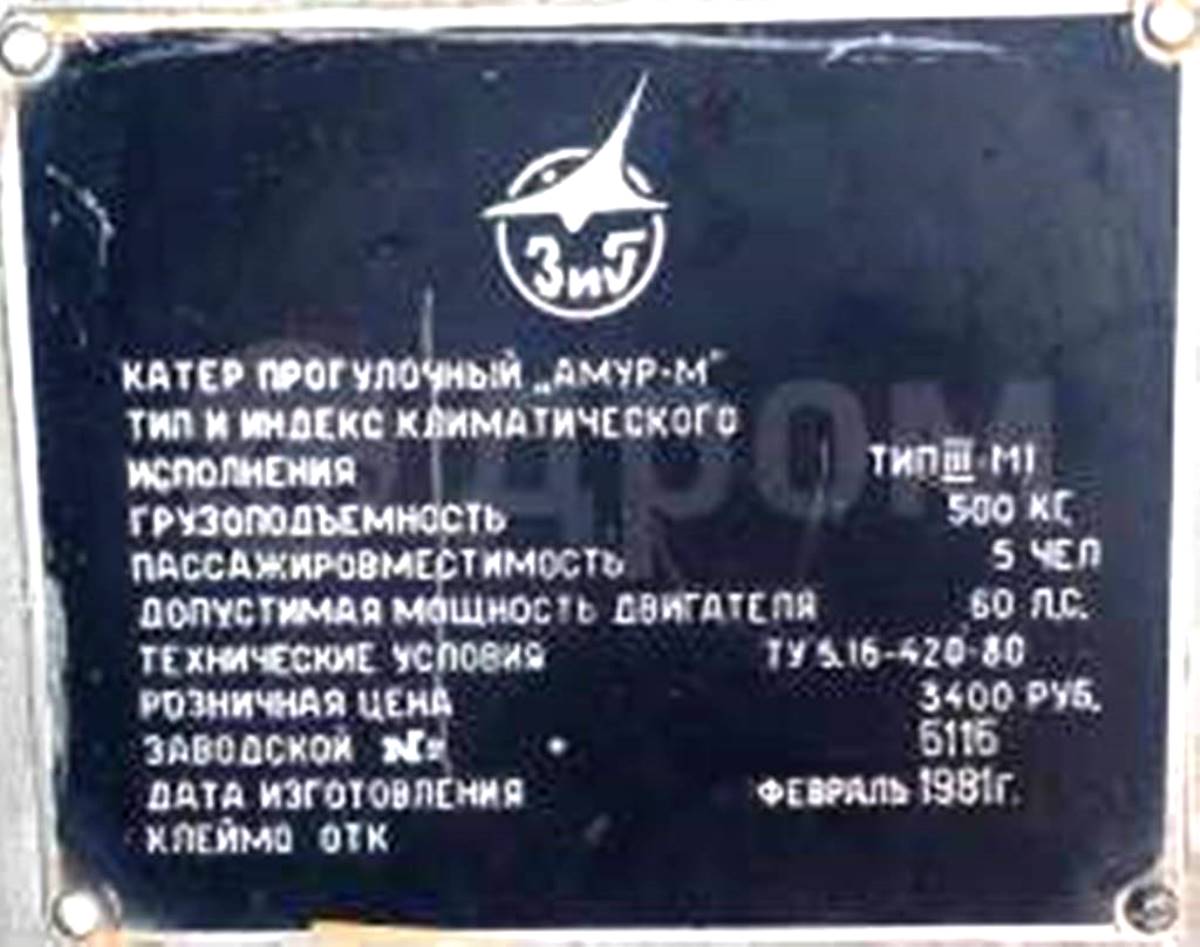 ЗиГ
КАТЕР ПРОГУЛОЧНЫЙ „АМУР-М"
ТИП И ИНДЕКС КЛИМАТИЧЕСКОГО
ИСПОЛНЕНИЯ ТИП III-М1
ГРУЗОПОДЪЕМНОСТЬ 500 КГ.
ПАССАЖИРОВМЕСТИМОСТЬ 5 ЧЕЛ
ДОПУСТИМАЯ МОЩНОСТЬ ДВИГАТЕЛЯ 60 Л.С.
ТЕХНИЧЕСКИЕ УСЛОВИЯ ТУ 5.16-420-80
РОЗНИЧНАЯ ЦЕНА 3400 РУБ.
ЗАВОДСКОЙ № 6116
ДАТА ИЗГОТОВЛЕНИЯ ФЕВРАЛЬ 1981г.
КЛЕЙМО ОТК